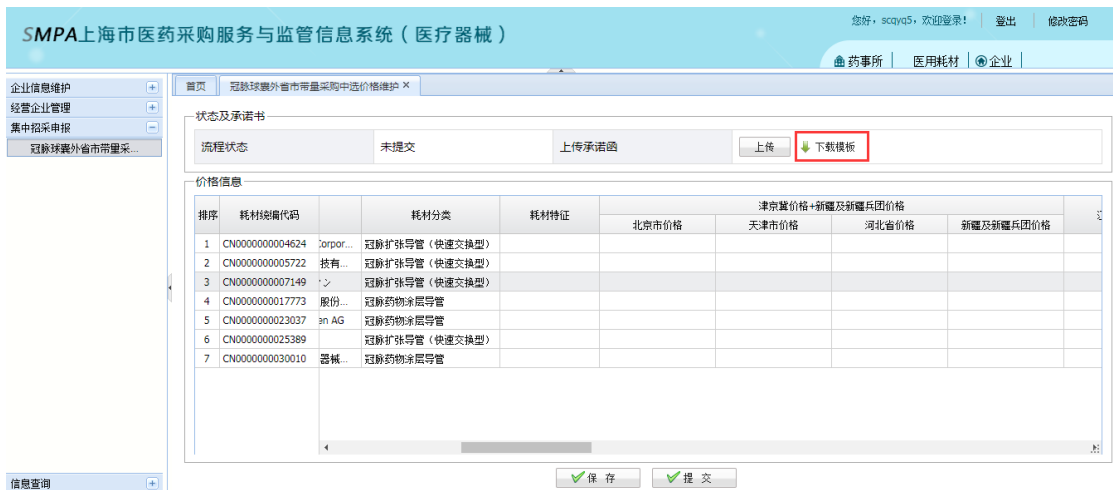 您好，scqyq5，欢迎登录！ 登出 修改密码
SMPA上海市医药采购服务与监管信息系统（医疗器械）
药事所 医用耗材 企业
企业信息维护
经营企业管理
集中招采申报
冠脉球囊外省市带量采...
信息查询
首页 冠脉球囊外省市带量采购中选价格维护 ×
状态及承诺书
流程状态 未提交 上传承诺函 上传 下载模板
价格信息
排序 耗材统编代码 耗材分类 耗材特征 津京冀价格+新疆及新疆兵团价格
北京市价格 天津市价格 河北省价格 新疆及新疆兵团价格
1 CN0000000004624 Corpor... 冠脉扩张导管（快速交换型）
2 CN0000000005722 技有... 冠脉扩张导管（快速交换型）
3 CN0000000007149 ン 冠脉扩张导管（快速交换型）
4 CN0000000017773 股份... 冠脉药物涂层导管
5 CN0000000023037 en AG 冠脉药物涂层导管
6 CN0000000025389 冠脉扩张导管（快速交换型）
7 CN0000000030010 器械... 冠脉药物涂层导管
保 存 提 交